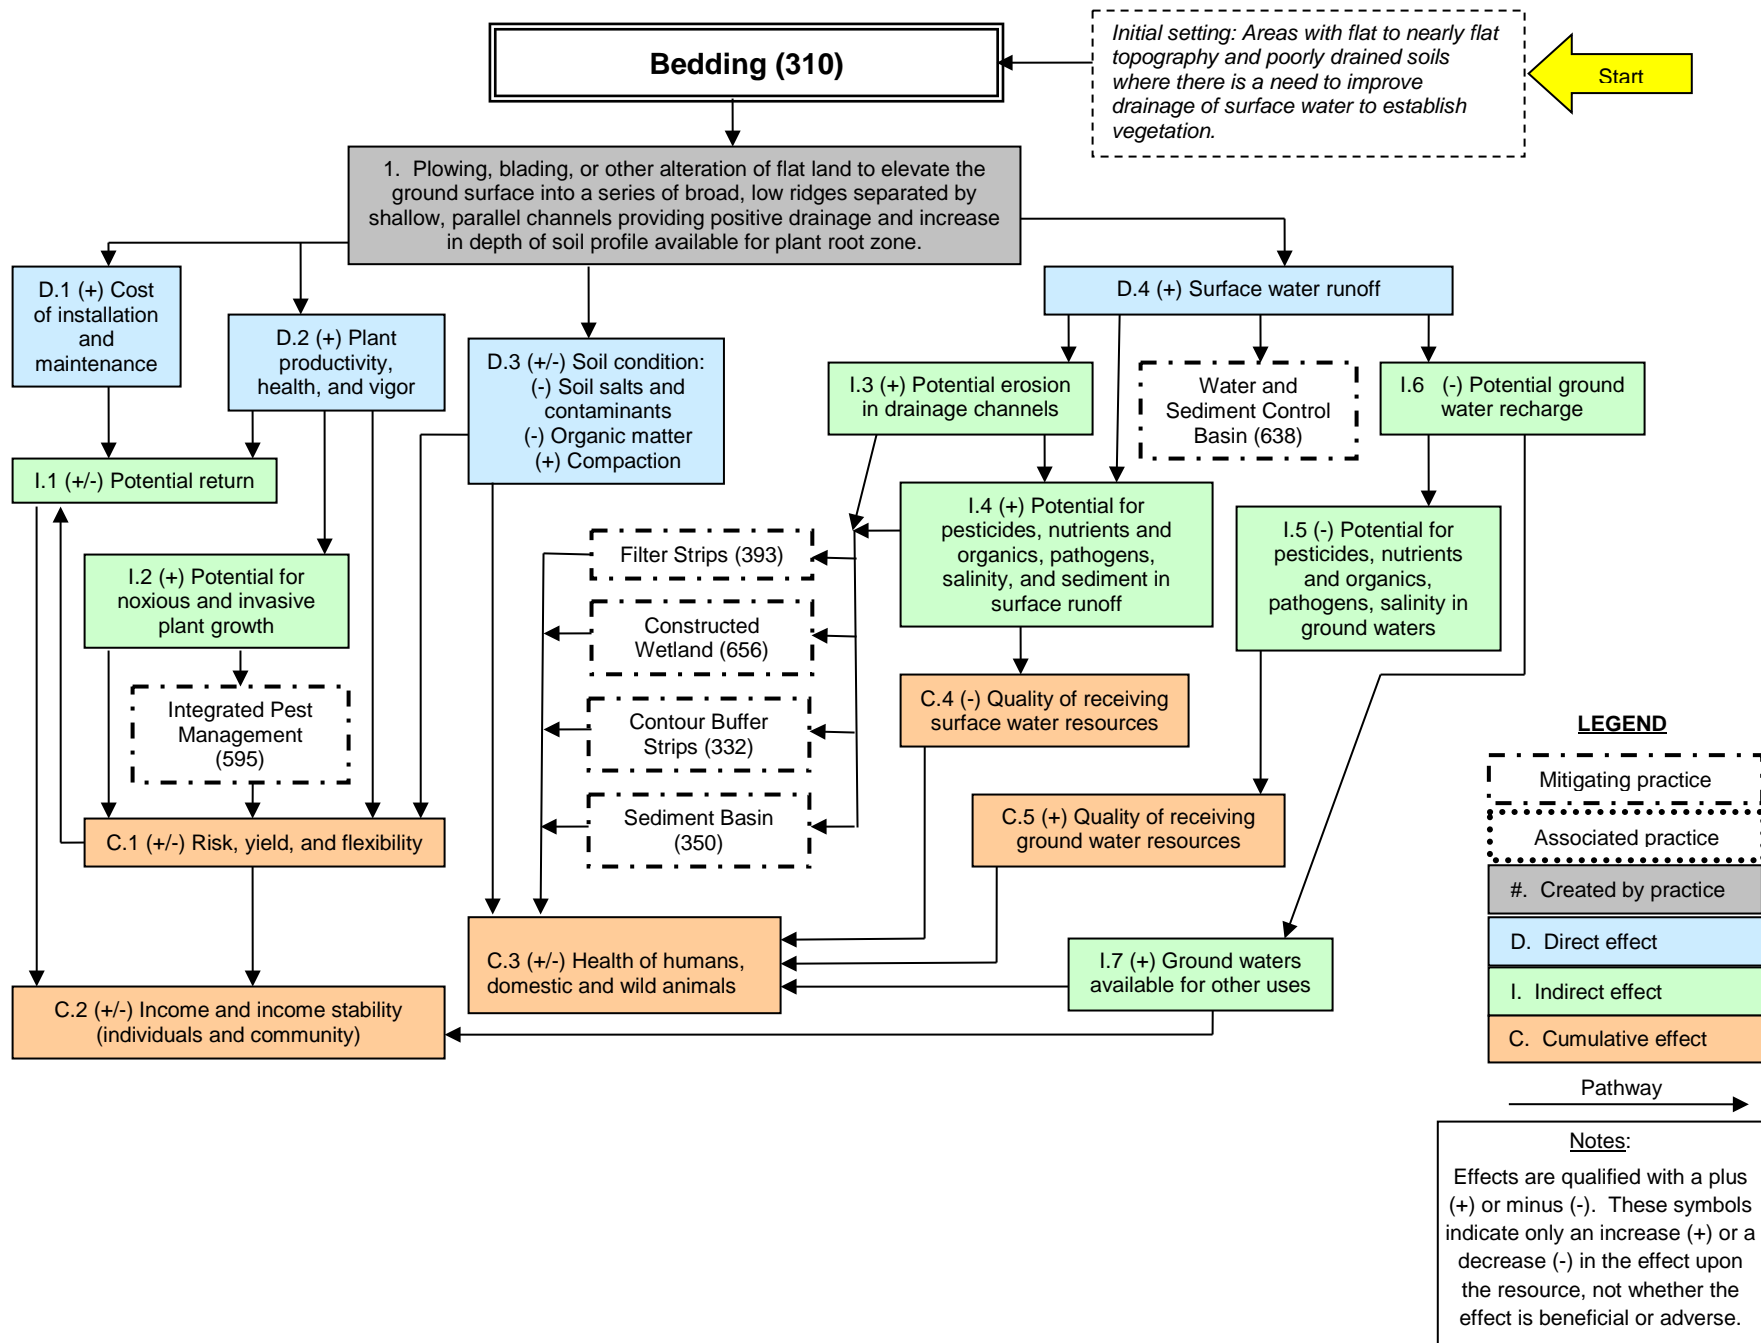 Bedding (310)
Initial setting: Areas with flat to nearly flat
topography and poorly drained soils
where there is a need to improve
drainage of surface water to establish
vegetation.
Start
1. Plowing, blading, or other alteration of flat land to elevate the
ground surface into a series of broad, low ridges separated by
shallow, parallel channels providing positive drainage and increase
in depth of soil profile available for plant root zone.
D.1 (+) Cost
of installation
and
maintenance
D.2 (+) Plant
productivity,
health, and vigor
D.3 (+/-) Soil condition:
(-) Soil salts and
contaminants
(-) Organic matter
(+) Compaction
D.4 (+) Surface water runoff
I.3 (+) Potential erosion
in drainage channels
Water and
Sediment Control
Basin (638)
I.6 (-) Potential ground
water recharge
I.1 (+/-) Potential return
I.2 (+) Potential for
noxious and invasive
plant growth
Filter Strips (393)
I.4 (+) Potential for
pesticides, nutrients and
organics, pathogens,
salinity, and sediment in
surface runoff
I.5 (-) Potential for
pesticides, nutrients
and organics,
pathogens, salinity in
ground waters
Constructed
Wetland (656)
Integrated Pest
Management
(595)
Contour Buffer
Strips (332)
C.4 (-) Quality of receiving
surface water resources
Sediment Basin
(350)
C.5 (+) Quality of receiving
ground water resources
C.1 (+/-) Risk, yield, and flexibility
C.3 (+/-) Health of humans,
domestic and wild animals
I.7 (+) Ground waters
available for other uses
C.2 (+/-) Income and income stability
(individuals and community)
LEGEND
Mitigating practice
Associated practice
#. Created by practice
D. Direct effect
I. Indirect effect
C. Cumulative effect
Pathway
Notes:
Effects are qualified with a plus
(+) or minus (-). These symbols
indicate only an increase (+) or a
decrease (-) in the effect upon
the resource, not whether the
effect is beneficial or adverse.